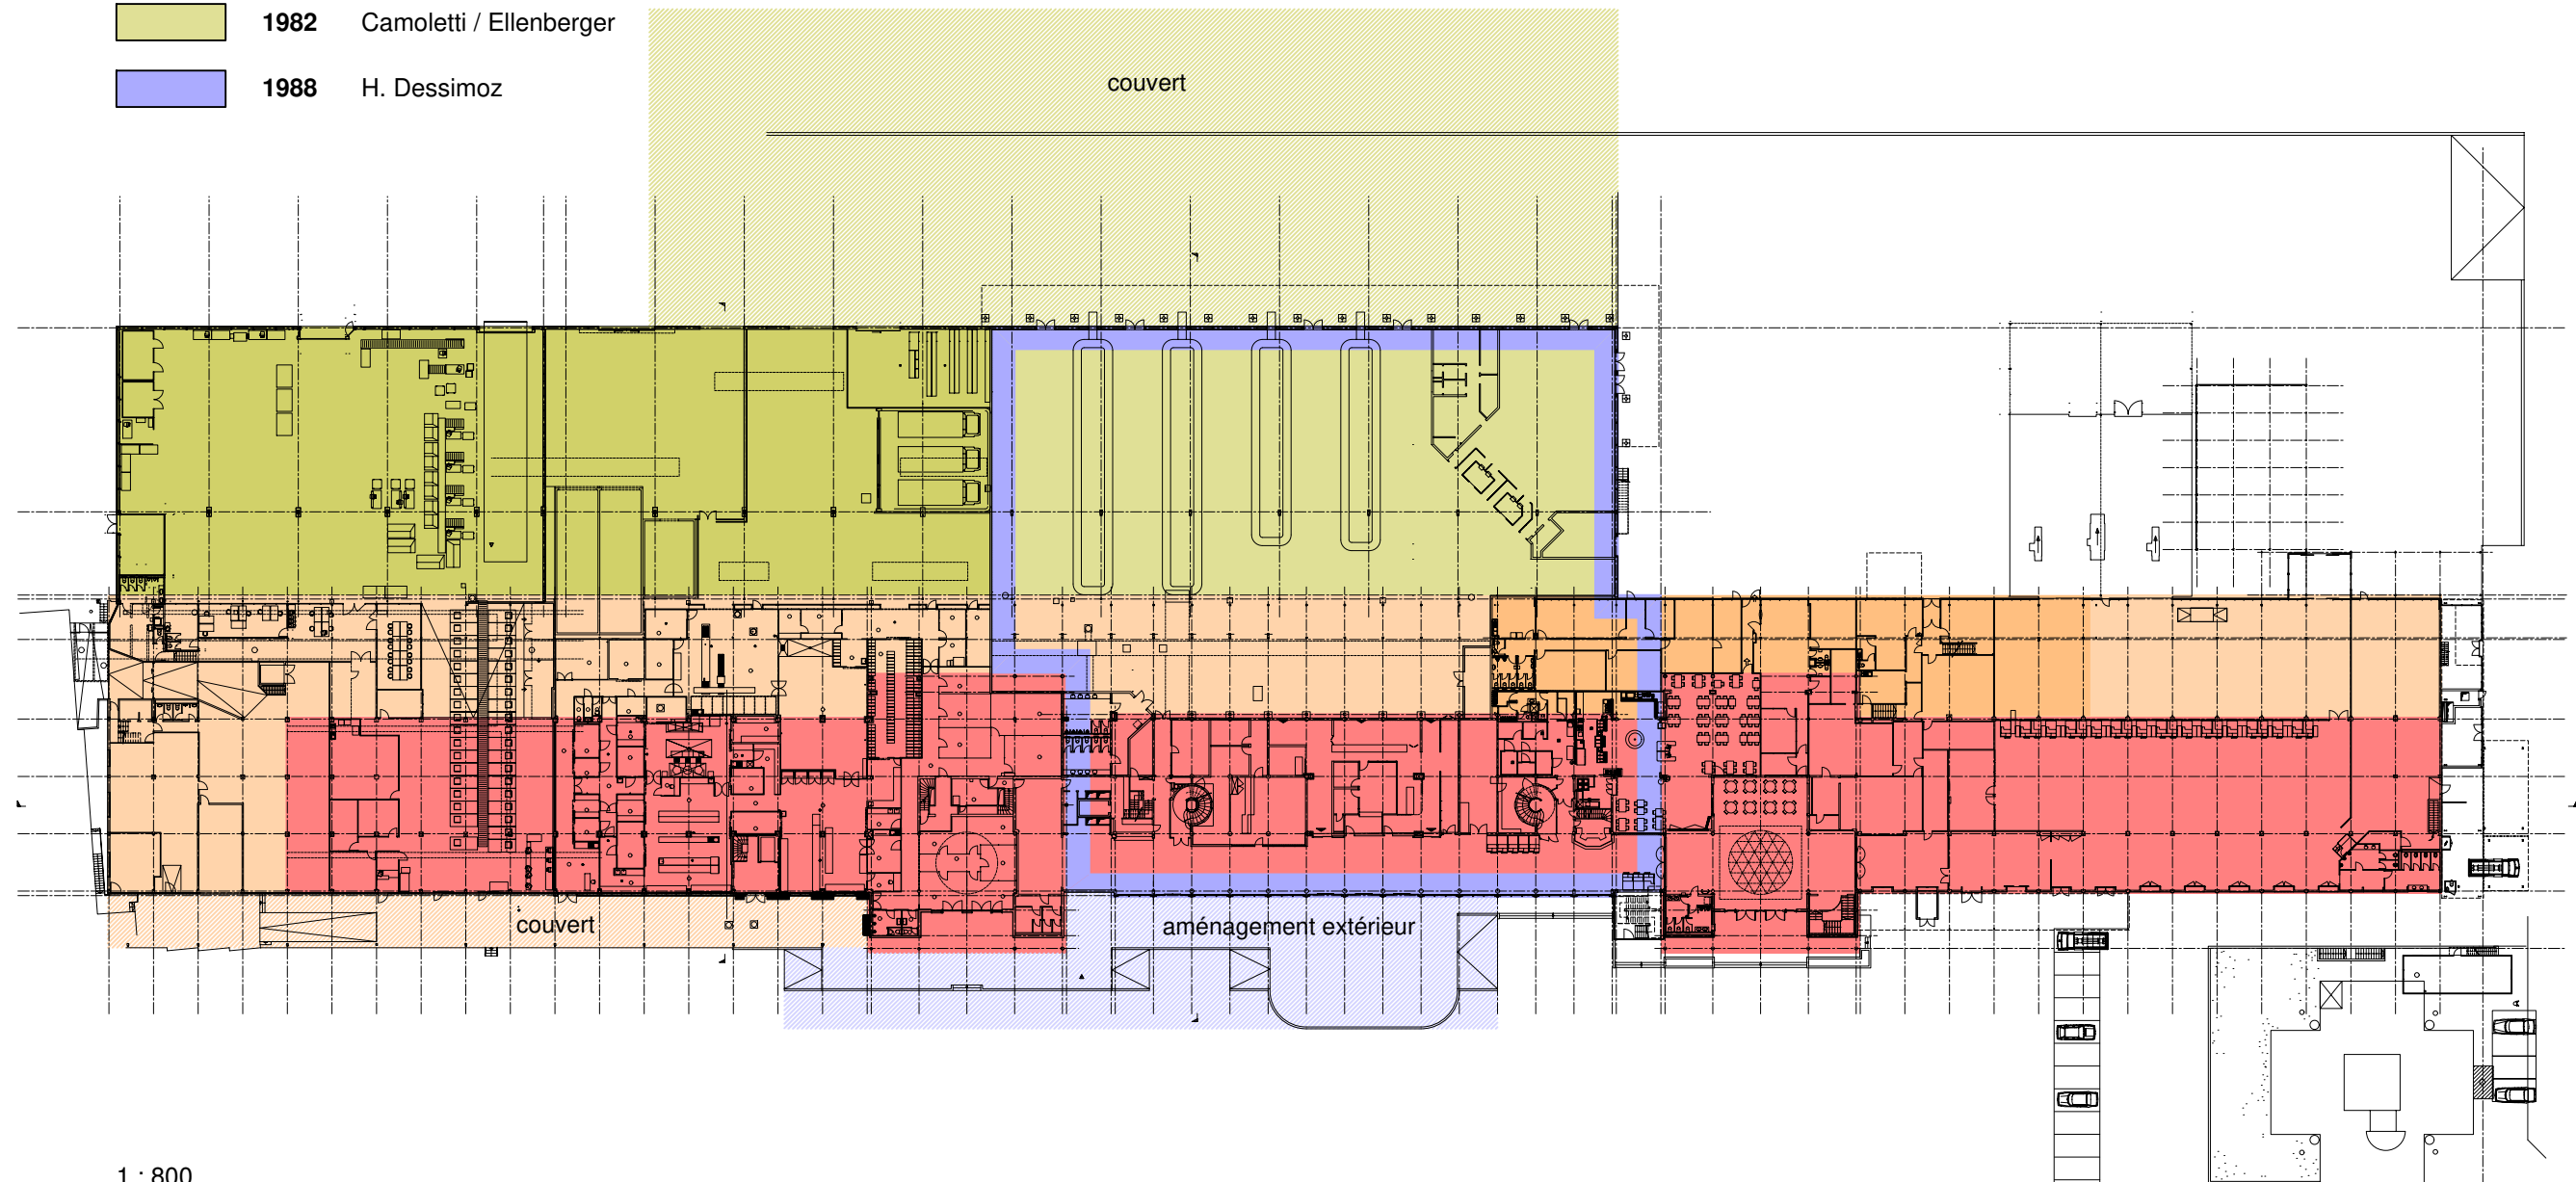 1982 Camoletti / Ellenberger
1988 H. Dessimoz
couvert
couvert
aménagement extérieur
1 : 800